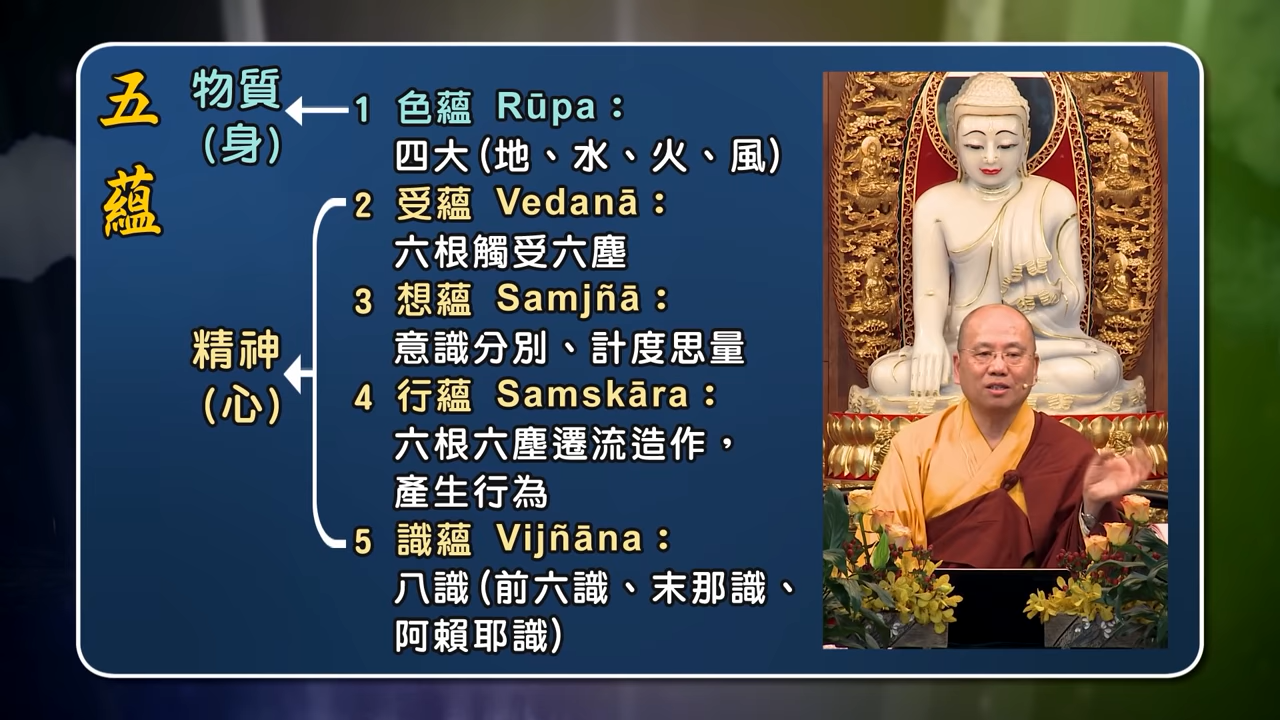 五蘊
物質
(身)
1 色蘊 Rūpa：
四大(地、水、火、風)
2 受蘊 Vedanā：
六根觸受六塵
精神
(心)
3 想蘊 Samjñā：
意識分別、計度思量
4 行蘊 Samskāra：
六根六塵遷流造作，
產生行為
5 識蘊 Vijñāna：
八識(前六識、末那識、
阿賴耶識)